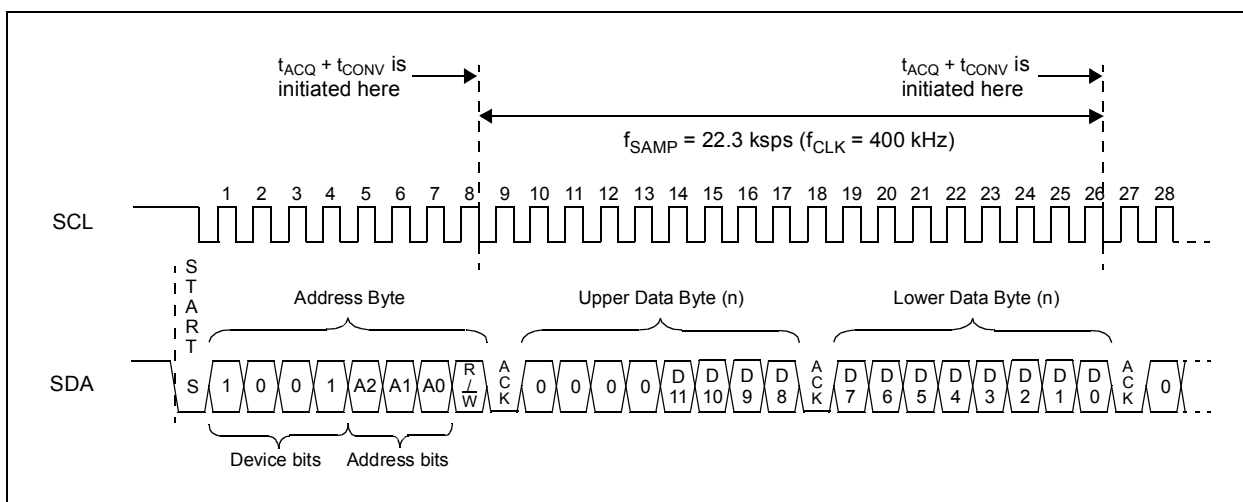 tACQ + tCONV is
initiated here
tACQ + tCONV is
initiated here
fSAMP = 22.3 ksps (fCLK = 400 kHz)
1 2 3 4 5 6 7 8 9 10 11 12 13 14 15 16 17 18 19 20 21 22 23 24 25 26 27 28
SCL
START
Address Byte
Upper Data Byte (n)
Lower Data Byte (n)
SDA
S 1 0 0 1 A2 A1 A0 R/W ACK 0 0 0 0 D11 D10 D9 D8 ACK D7 D6 D5 D4 D3 D2 D1 D0 ACK 0
Device bits
Address bits